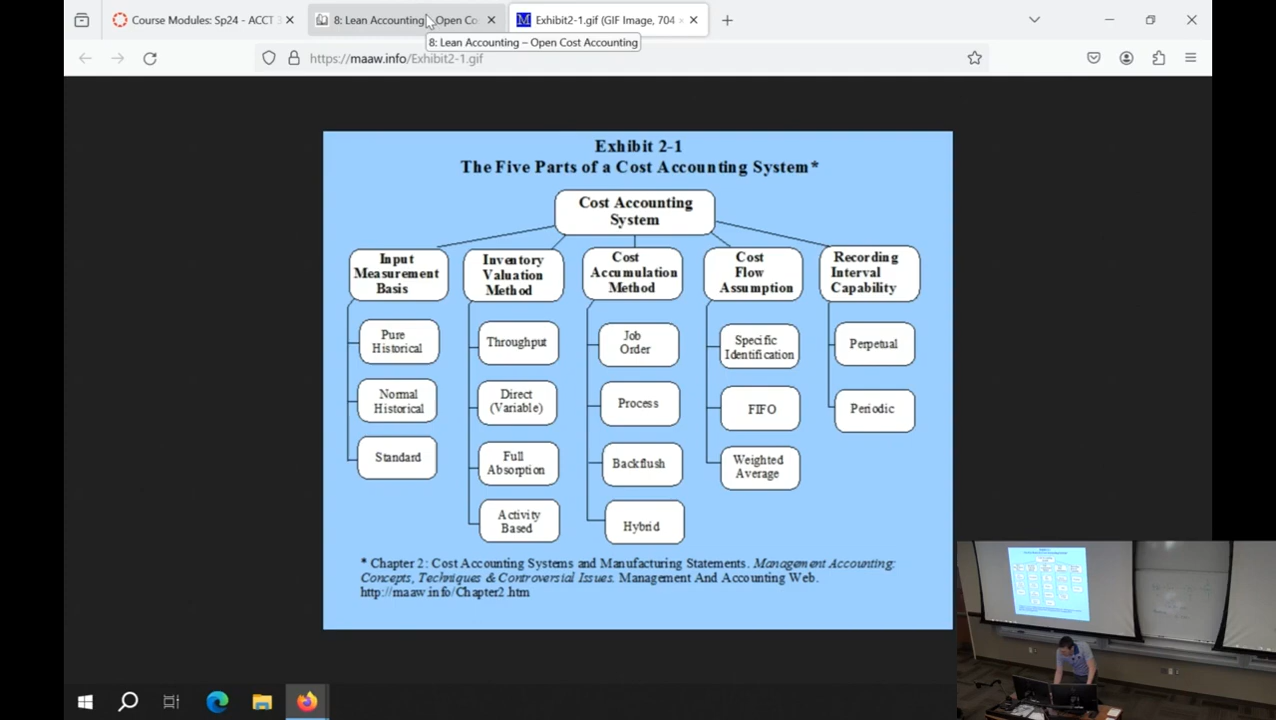 Course Modules: Sp24 - ACCT 3
8: Lean Accounting – Open Co
Exhibit2-1.gif (GIF Image, 704 ×
8: Lean Accounting – Open Cost Accounting
https://maaw.info/Exhibit2-1.gif
Exhibit 2-1
The Five Parts of a Cost Accounting System*
Cost Accounting
System
Input
Measurement
Basis
Inventory
Valuation
Method
Cost
Accumulation
Method
Cost
Flow
Assumption
Recording
Interval
Capability
Pure
Historical
Throughput
Job
Order
Specific
Identification
Perpetual
Normal
Historical
Direct
(Variable)
Process
FIFO
Periodic
Standard
Full
Absorption
Backflush
Weighted
Average
Activity
Based
Hybrid
* Chapter 2: Cost Accounting Systems and Manufacturing Statements. Management Accounting:
Concepts, Techniques & Controversial Issues. Management And Accounting Web.
http://maaw.info/Chapter2.htm